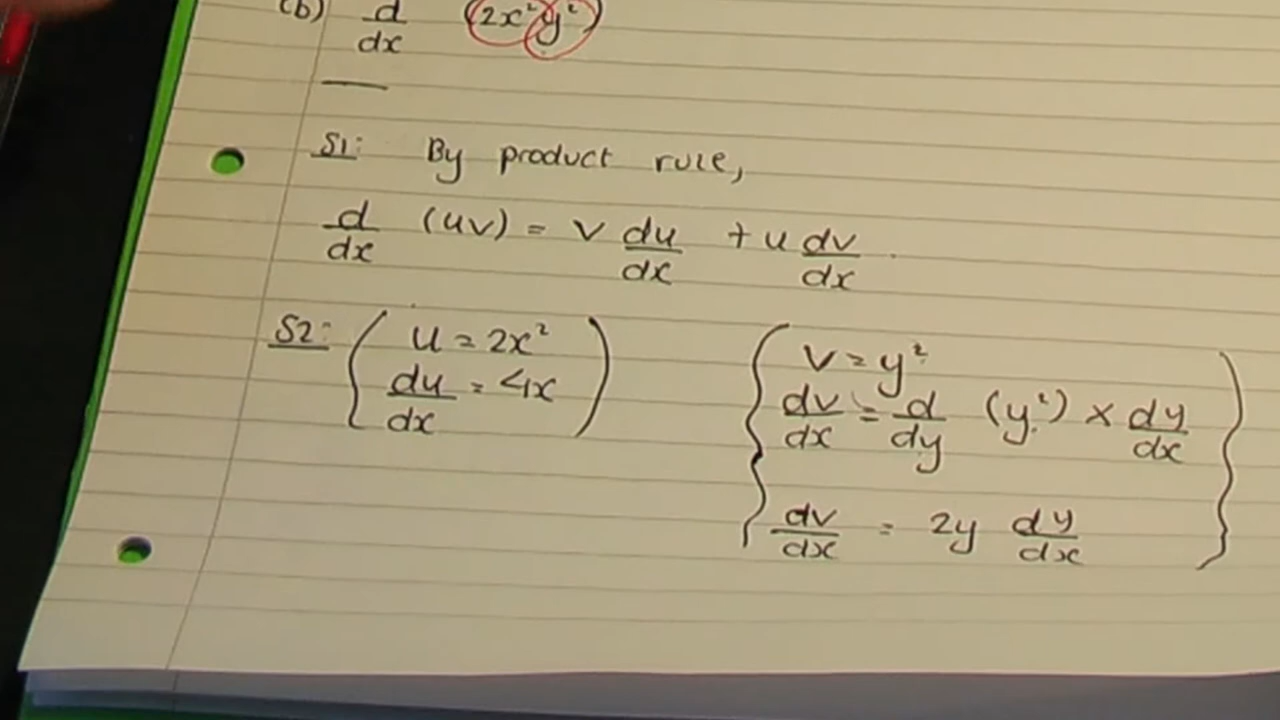 (b) d/dx (2x²y²)
S1: By product rule,
d/dx (uv) = v du/dx + u dv/dx
S2: ( u = 2x²
du/dx = 4x )
{ v = y²
dv/dx = d/dy (y²) × dy/dx
dv/dx = 2y dy/dx }